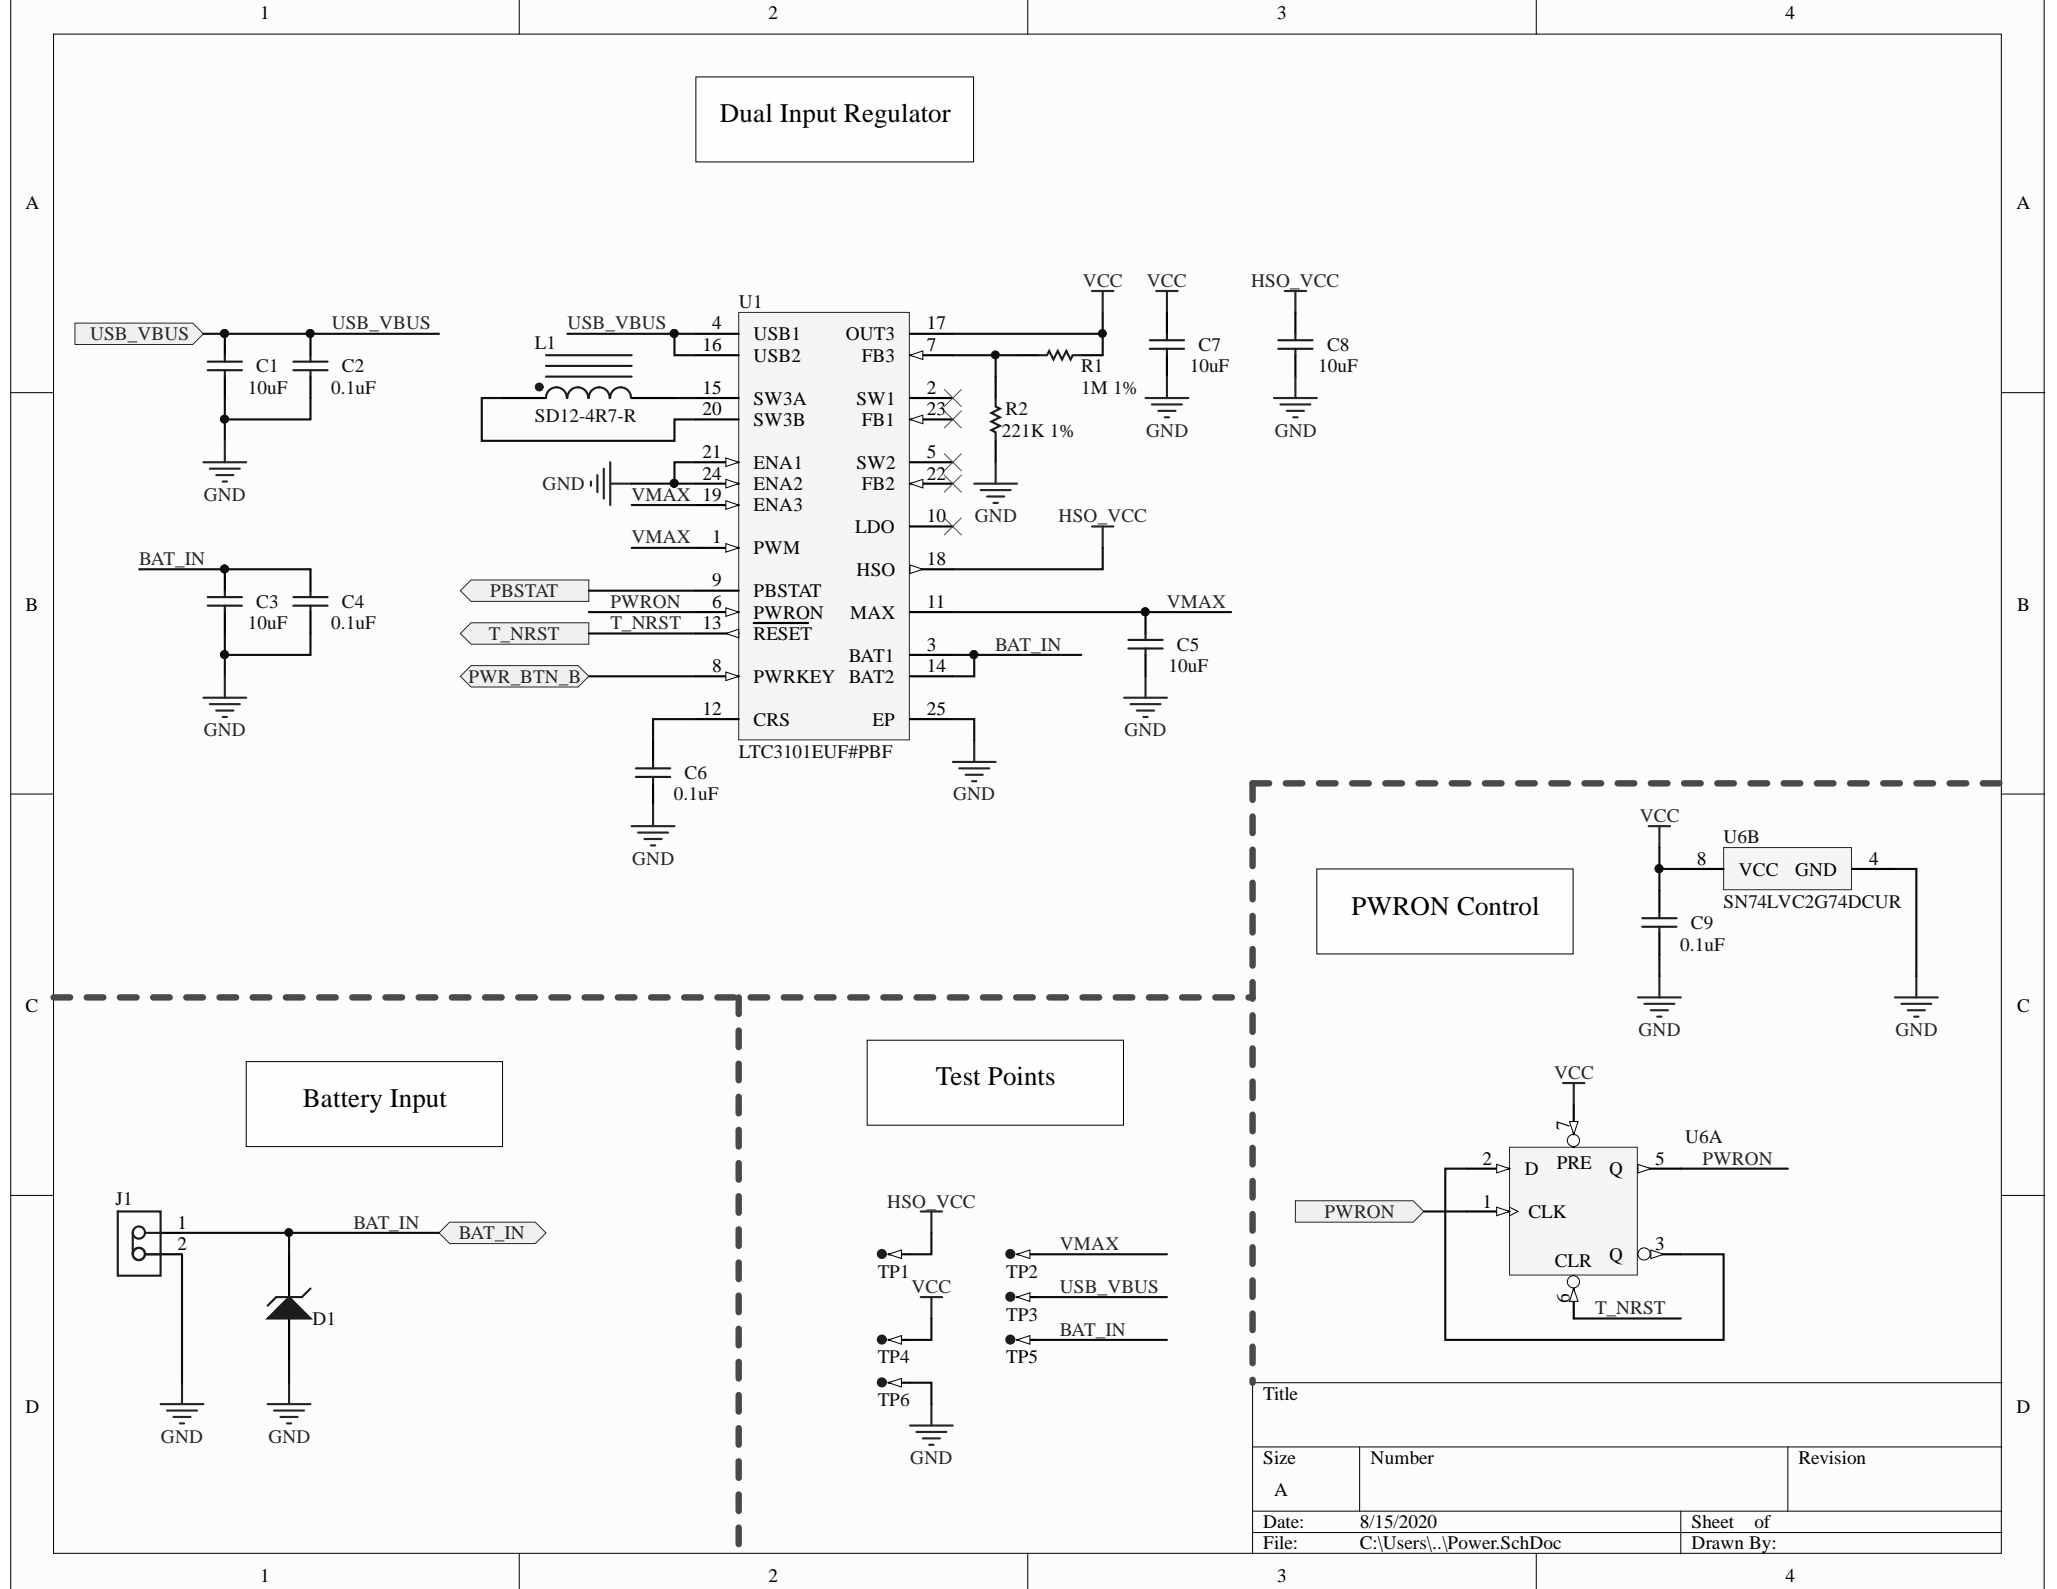 1 2 3 4
A A
B B
C C
D D
Dual Input Regulator
USB_VBUS
USB_VBUS
C1
10uF
C2
0.1uF
GND
BAT_IN
C3
10uF
C4
0.1uF
GND
U1
USB_VBUS 4 USB1 OUT3 17
16 USB2 FB3 7
L1
SD12-4R7-R
15 SW3A SW1 2
20 SW3B FB1 23
21 ENA1 SW2 5
GND 24 ENA2 FB2 22
VMAX 19 ENA3
LDO 10
VMAX 1 PWM
HSO 18
PBSTAT 9 PBSTAT
PWRON 6 PWRON MAX 11 VMAX
T_NRST T_NRST 13 RESET
BAT1 3 BAT_IN
PWR_BTN_B 8 PWRKEY BAT2 14
12 CRS EP 25
LTC3101EUF#PBF
C6
0.1uF
GND
GND
VCC
R1
1M 1%
R2
221K 1%
GND
HSO_VCC
C5
10uF
GND
VCC
C7
10uF
GND
HSO_VCC
C8
10uF
GND
PWRON Control
VCC
U6B
8 VCC GND 4
SN74LVC2G74DCUR
C9
0.1uF
GND
GND
VCC
7
U6A
2 D PRE Q 5 PWRON
PWRON 1 CLK
CLR Q 3
6 T_NRST
Battery Input
J1
1
2
BAT_IN
BAT_IN
D1
GND
GND
Test Points
HSO_VCC
TP1
VMAX
TP2
VCC
USB_VBUS
TP3
TP4
BAT_IN
TP5
TP6
GND
Title
Size
A
Number
Revision
Date: 8/15/2020 Sheet of
File: C:\Users\..\Power.SchDoc Drawn By:
1 2 3 4